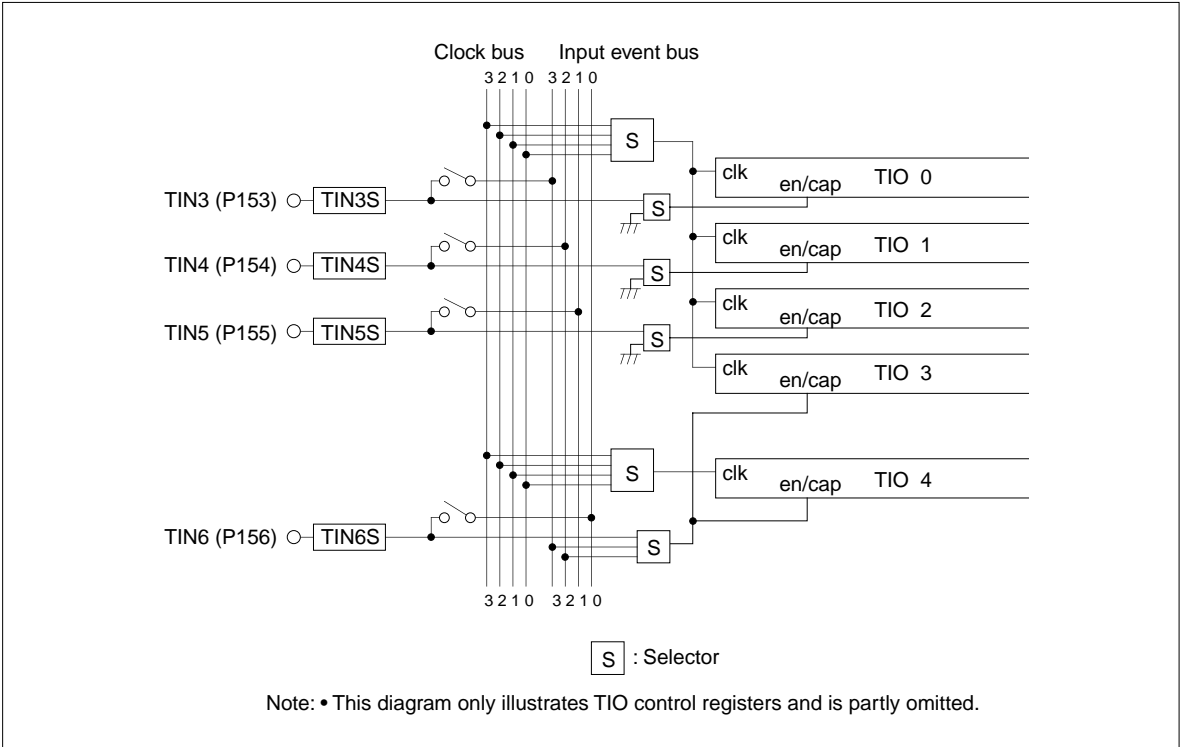 Clock bus Input event bus
3 2 1 0 3 2 1 0
S
clk en/cap TIO 0
TIN3 (P153) TIN3S S
clk en/cap TIO 1
TIN4 (P154) TIN4S S
clk en/cap TIO 2
TIN5 (P155) TIN5S S
clk en/cap TIO 3
S clk en/cap TIO 4
TIN6 (P156) TIN6S S
3 2 1 0 3 2 1 0
S : Selector
Note: • This diagram only illustrates TIO control registers and is partly omitted.